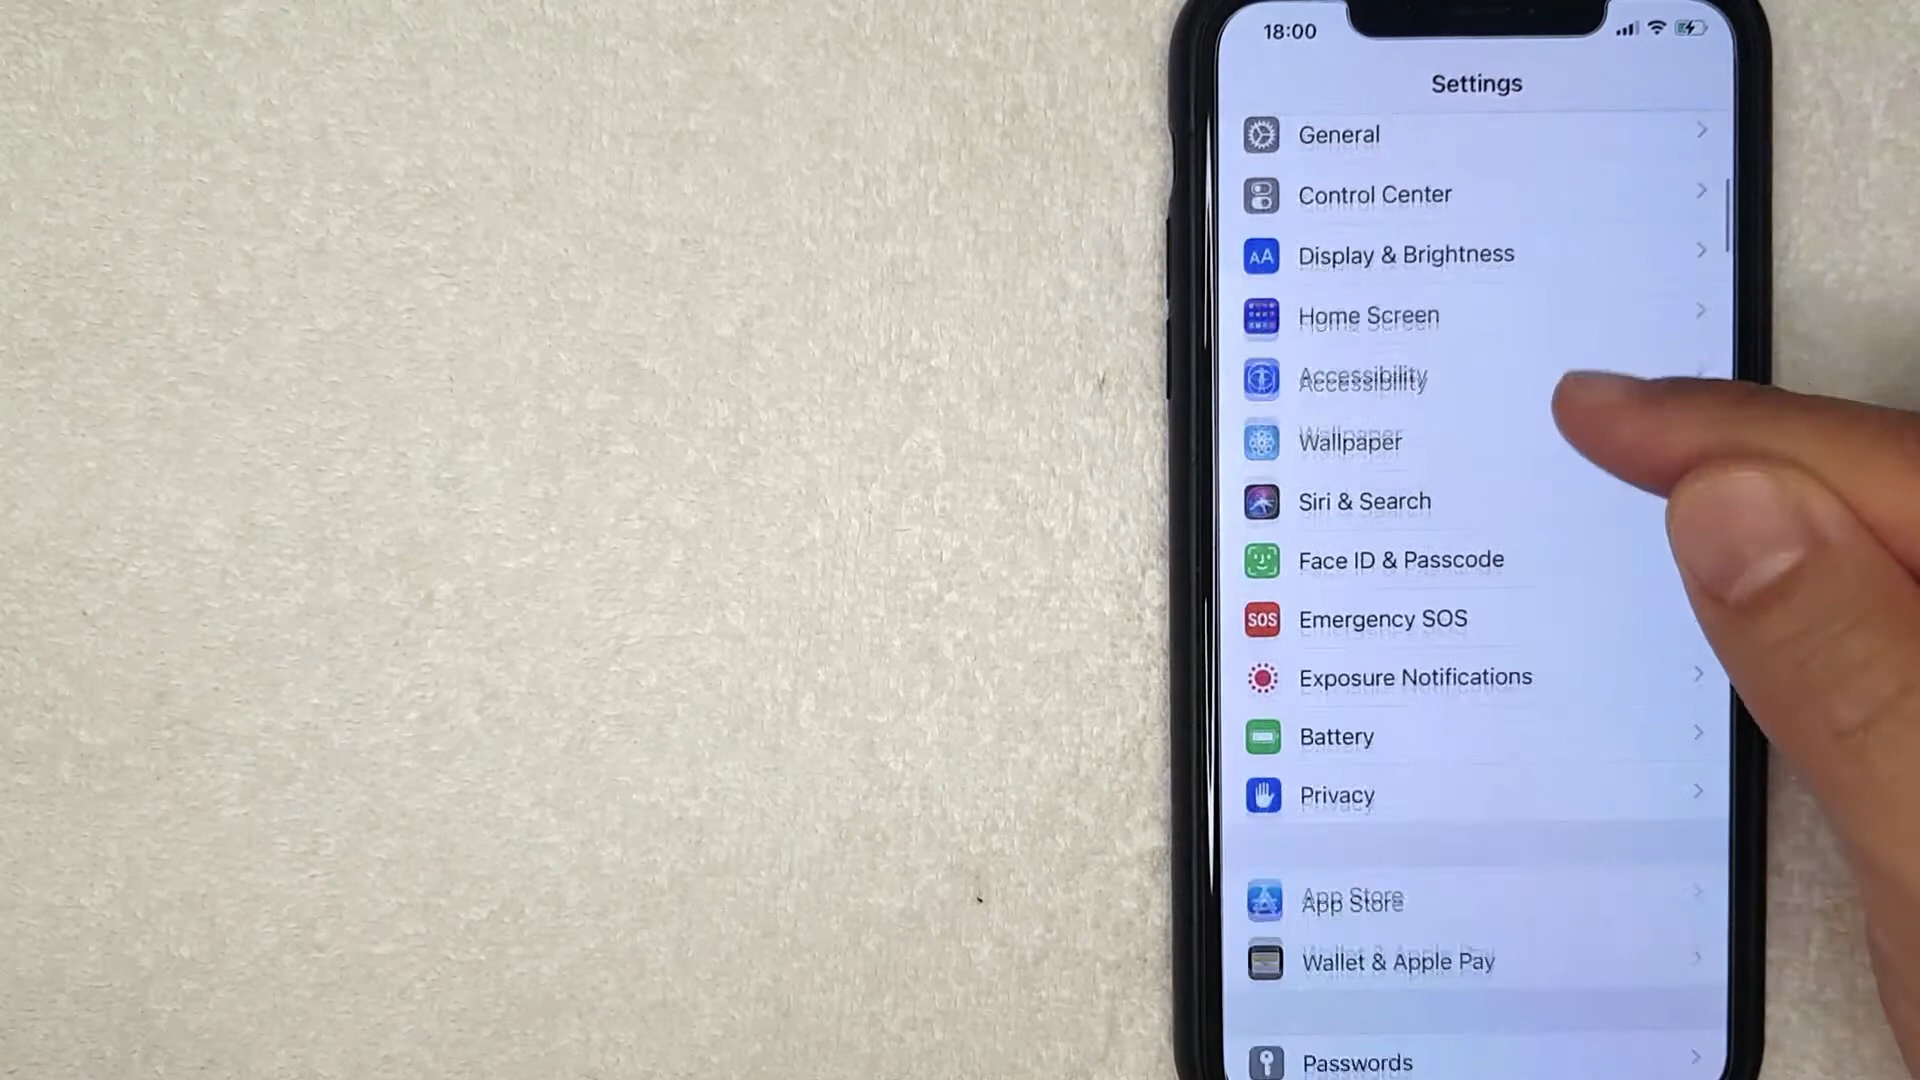 18:00
Settings
General
Control Center
AA Display & Brightness
Home Screen
Accessibility
Wallpaper
Siri & Search
Face ID & Passcode
SOS Emergency SOS
Exposure Notifications
Battery
Privacy
App Store
Wallet & Apple Pay
Passwords